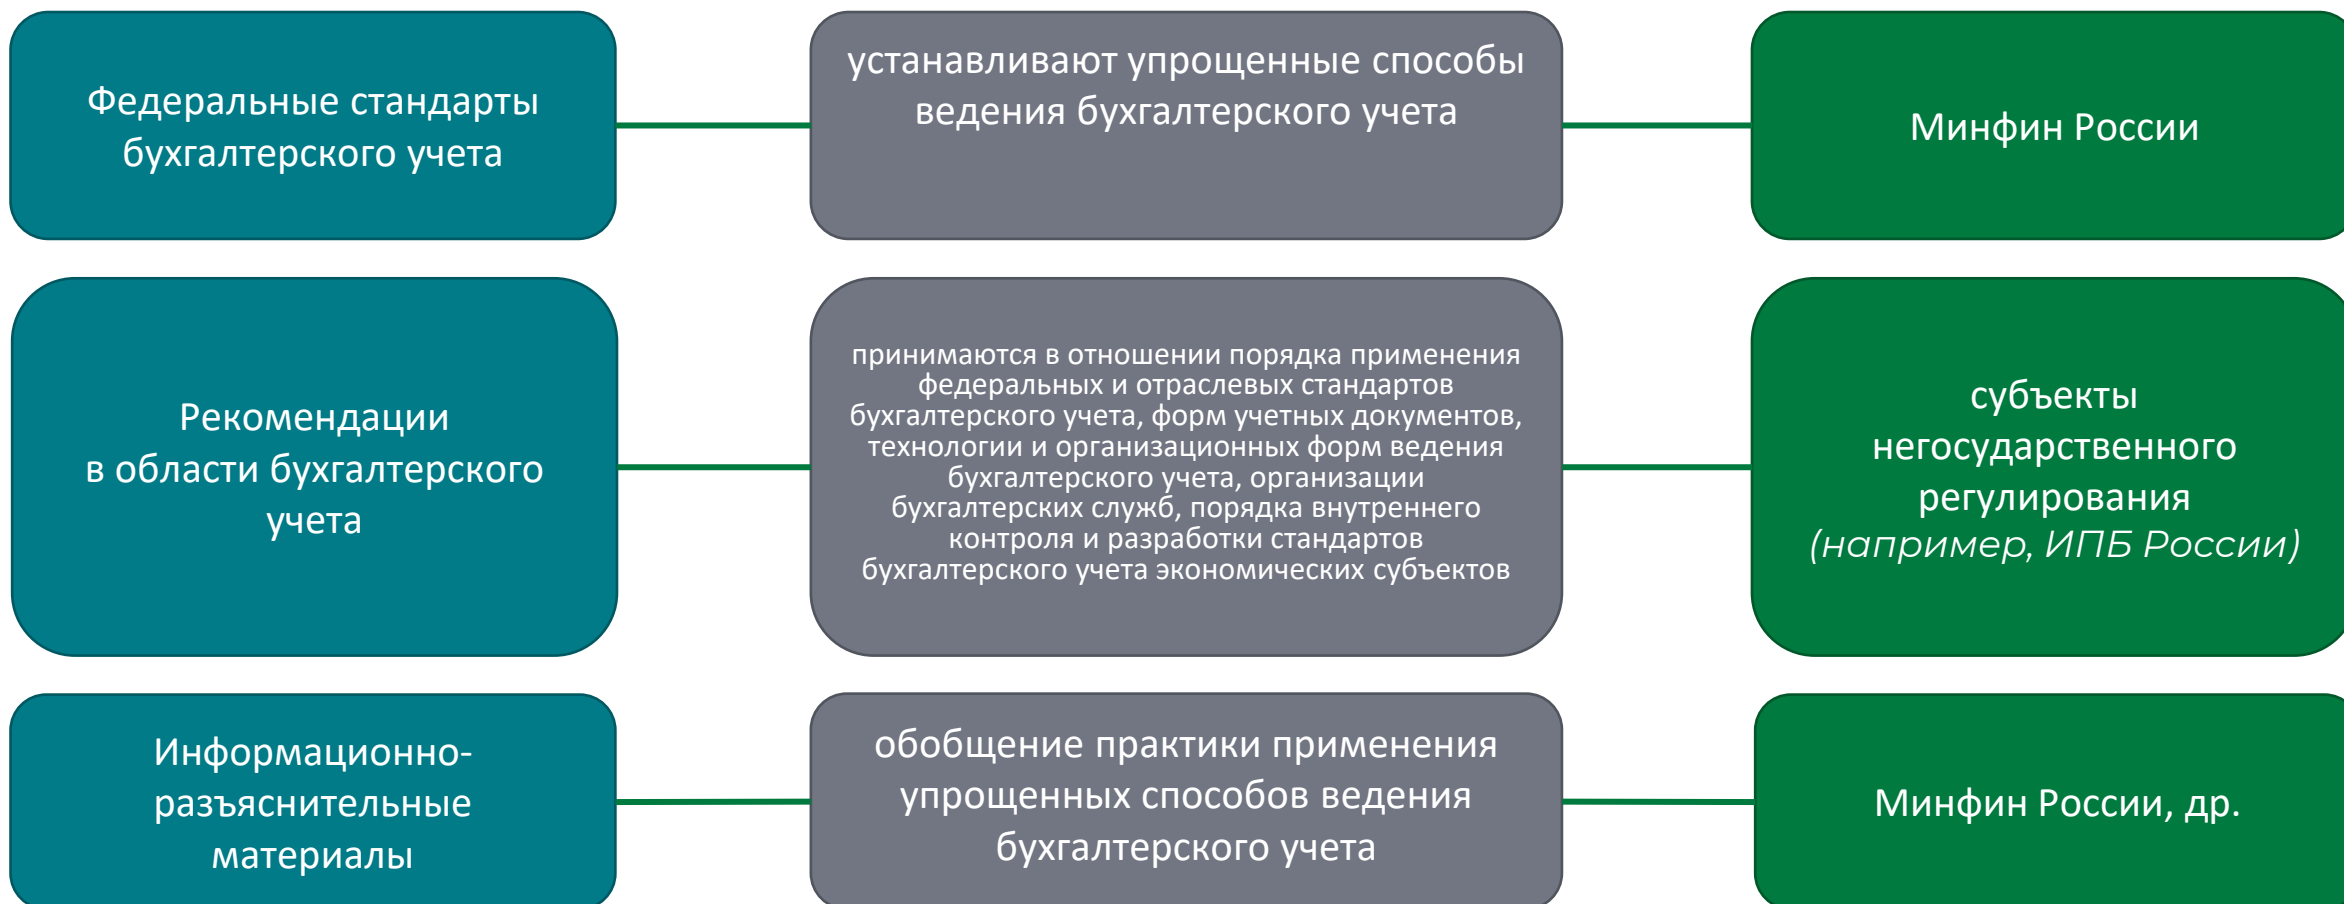 Федеральные стандарты
бухгалтерского учета
устанавливают упрощенные способы
ведения бухгалтерского учета
Минфин России
Рекомендации
в области бухгалтерского
учета
принимаются в отношении порядка применения
федеральных и отраслевых стандартов
бухгалтерского учета, форм учетных документов,
технологии и организационных форм ведения
бухгалтерского учета, организации
бухгалтерских служб, порядка внутреннего
контроля и разработки стандартов
бухгалтерского учета экономических субъектов
субъекты
негосударственного
регулирования
(например, ИПБ России)
Информационно-
разъяснительные
материалы
обобщение практики применения
упрощенных способов ведения
бухгалтерского учета
Минфин России, др.